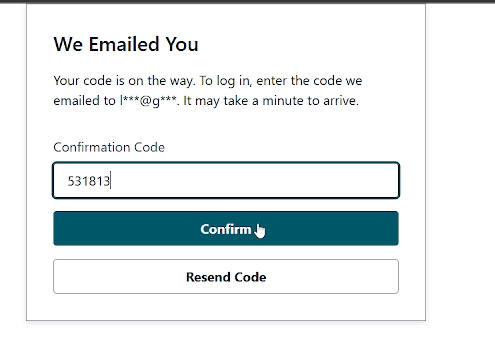 We Emailed You
Your code is on the way. To log in, enter the code we
emailed to l***@g***. It may take a minute to arrive.
Confirmation Code
531813
Confirm
Resend Code